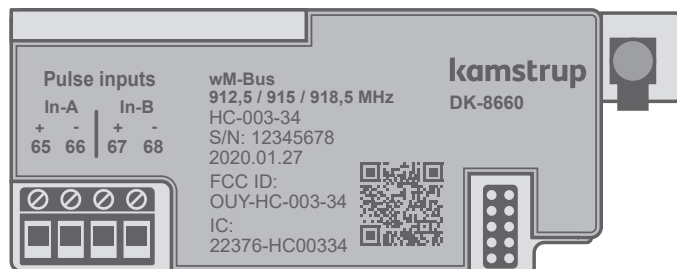 Pulse inputs
In-A In-B
+ - + -
65 66 67 68
wM-Bus
912,5 / 915 / 918,5 MHz
HC-003-34
S/N: 12345678
2020.01.27
FCC ID:
OUY-HC-003-34
IC:
22376-HC00334
kamstrup
DK-8660